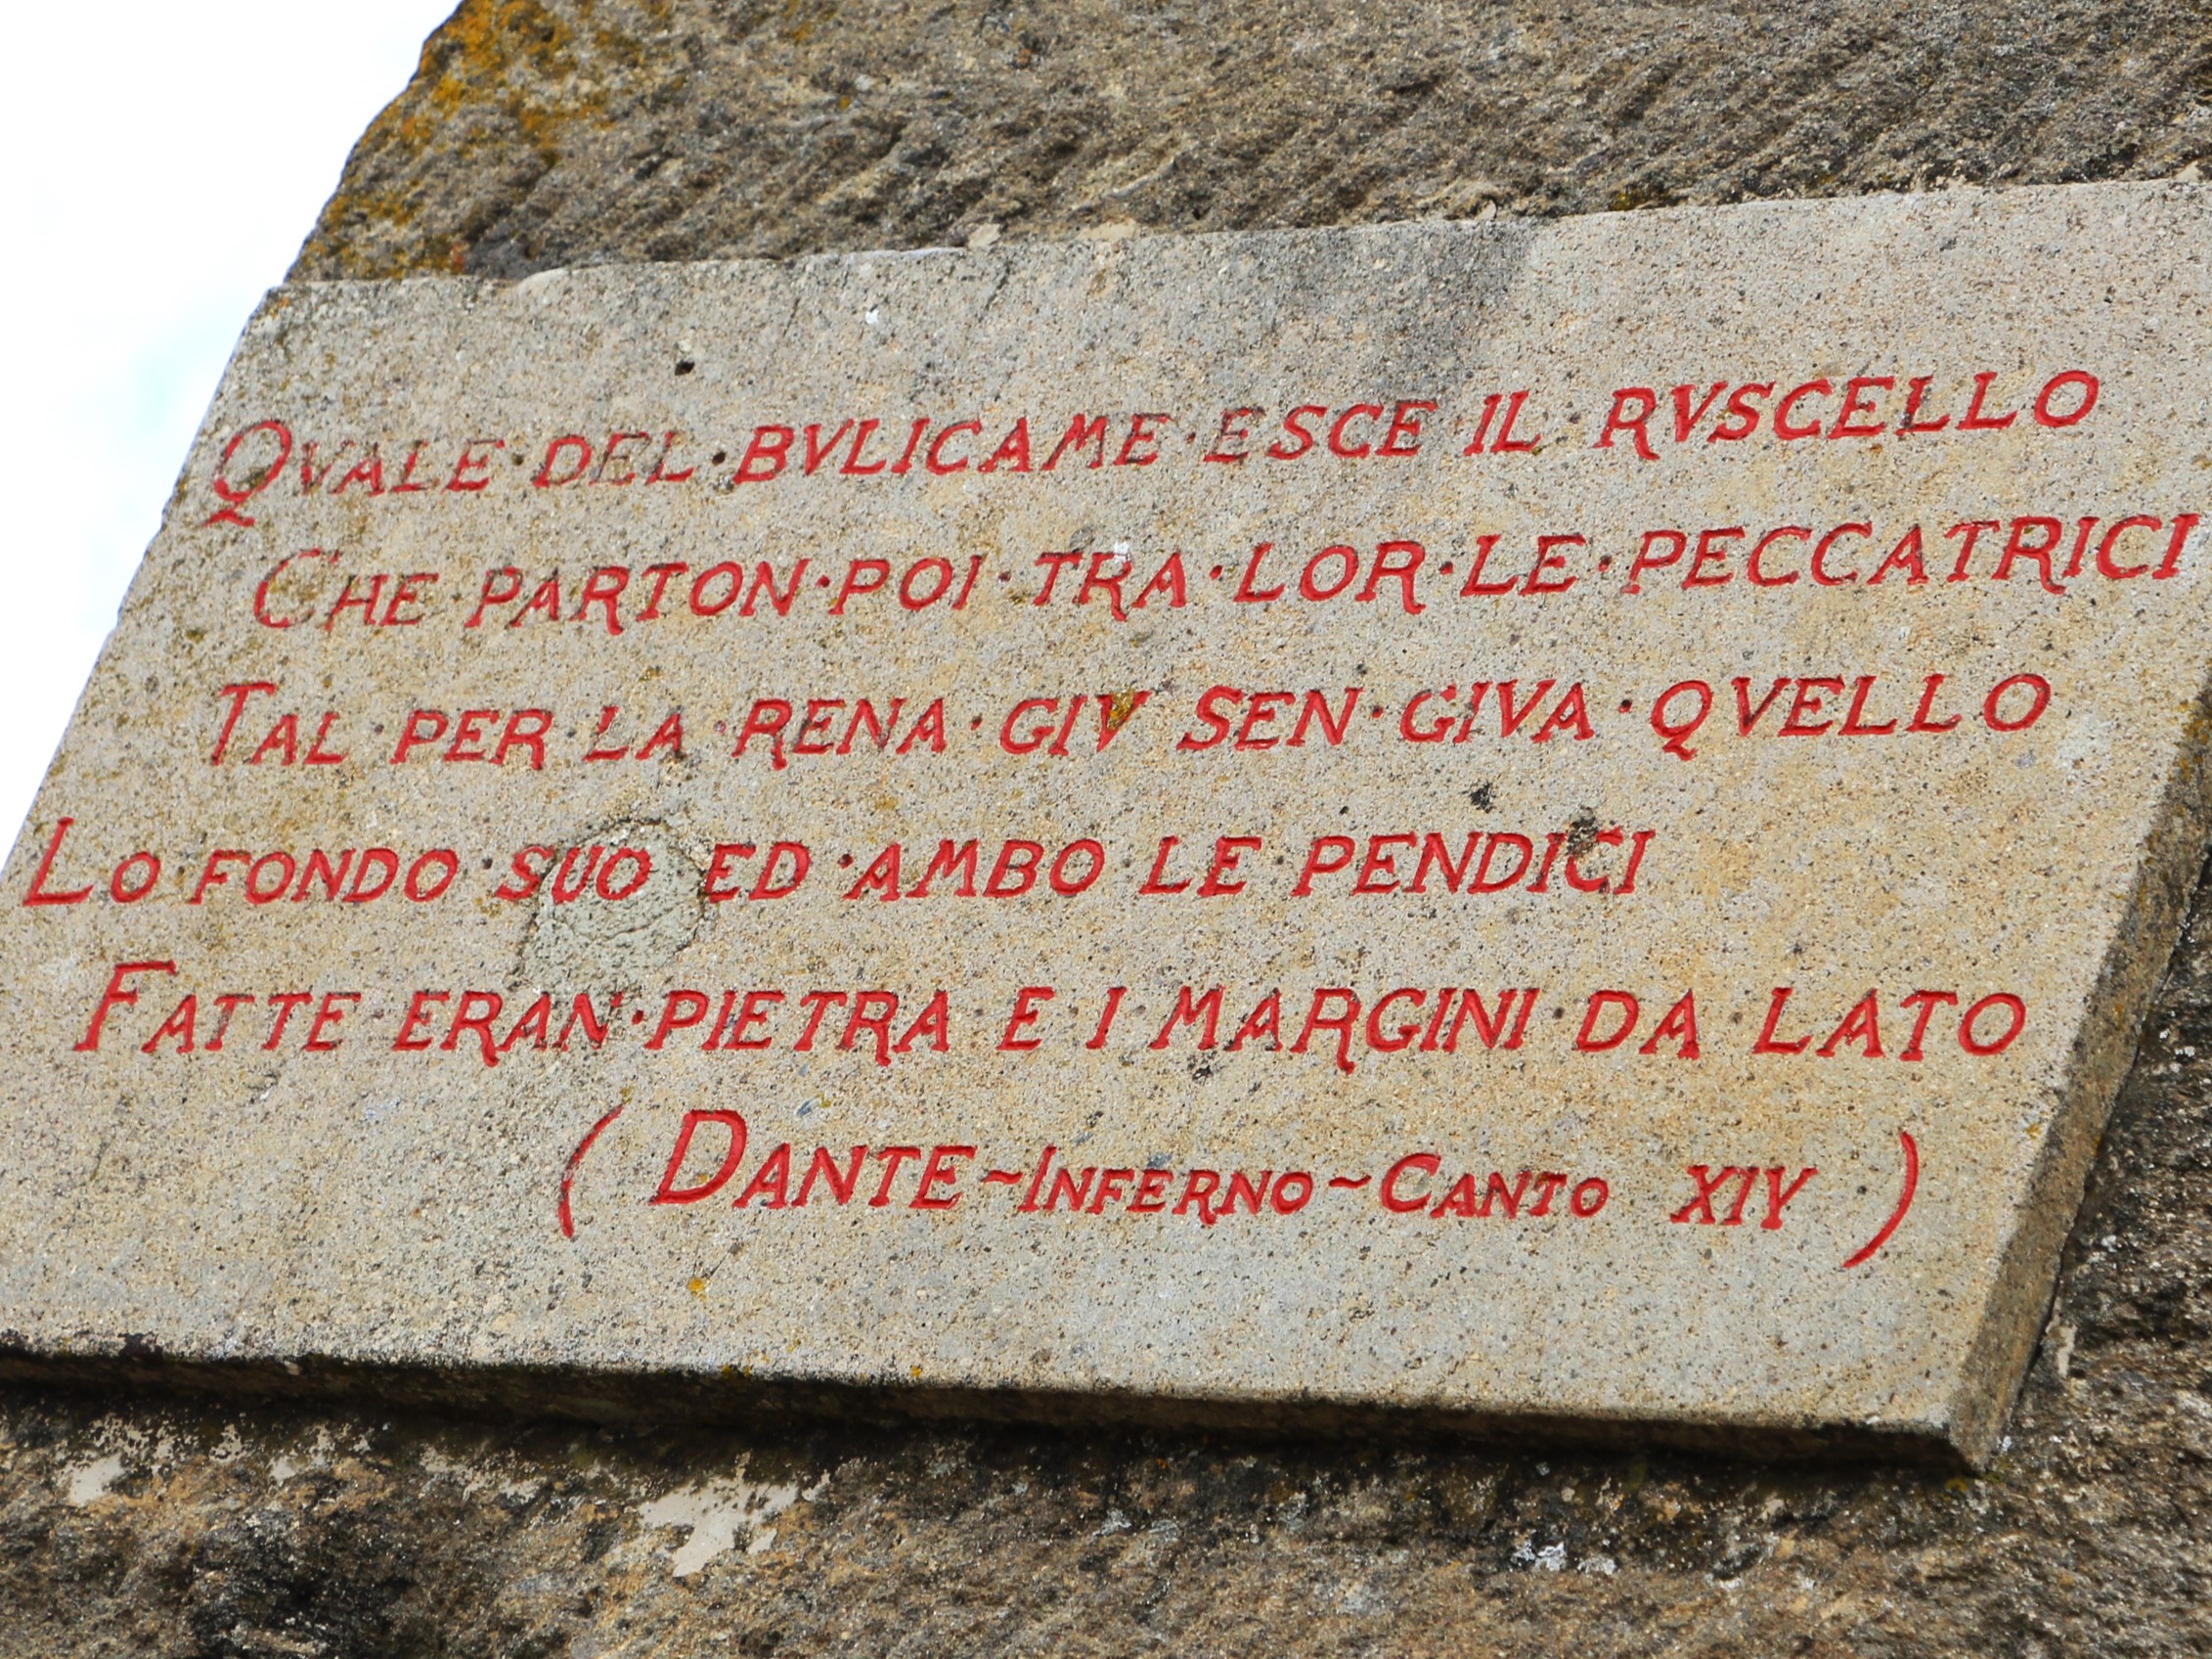 QVALE·DEL·BVLICAME·ESCE·IL·RVSCELLO
CHE PARTON·POI·TRA·LOR·LE·PECCATRICI
TAL·PER·LA·RENA·GIV SEN·GIVA·QVELLO
LO FONDO·SUO ED·AMBO LE PENDICI
FATTE·ERAN·PIETRA E I MARGINI·DA LATO
(DANTE~INFERNO~CANTO XIV)